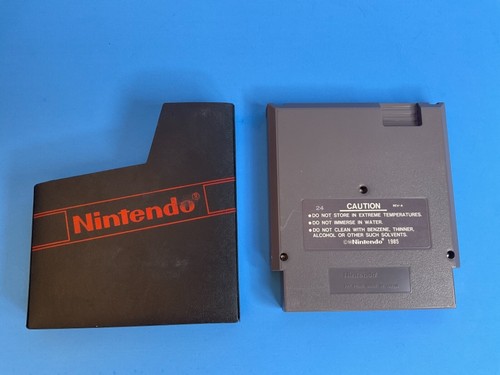 Nintendo®
24 CAUTION REV-A
●DO NOT STORE IN EXTREME TEMPERATURES.
●DO NOT IMMERSE IN WATER.
●DO NOT CLEAN WITH BENZENE, THINNER,
ALCOHOL OR OTHER SUCH SOLVENTS.
©®Nintendo 1985